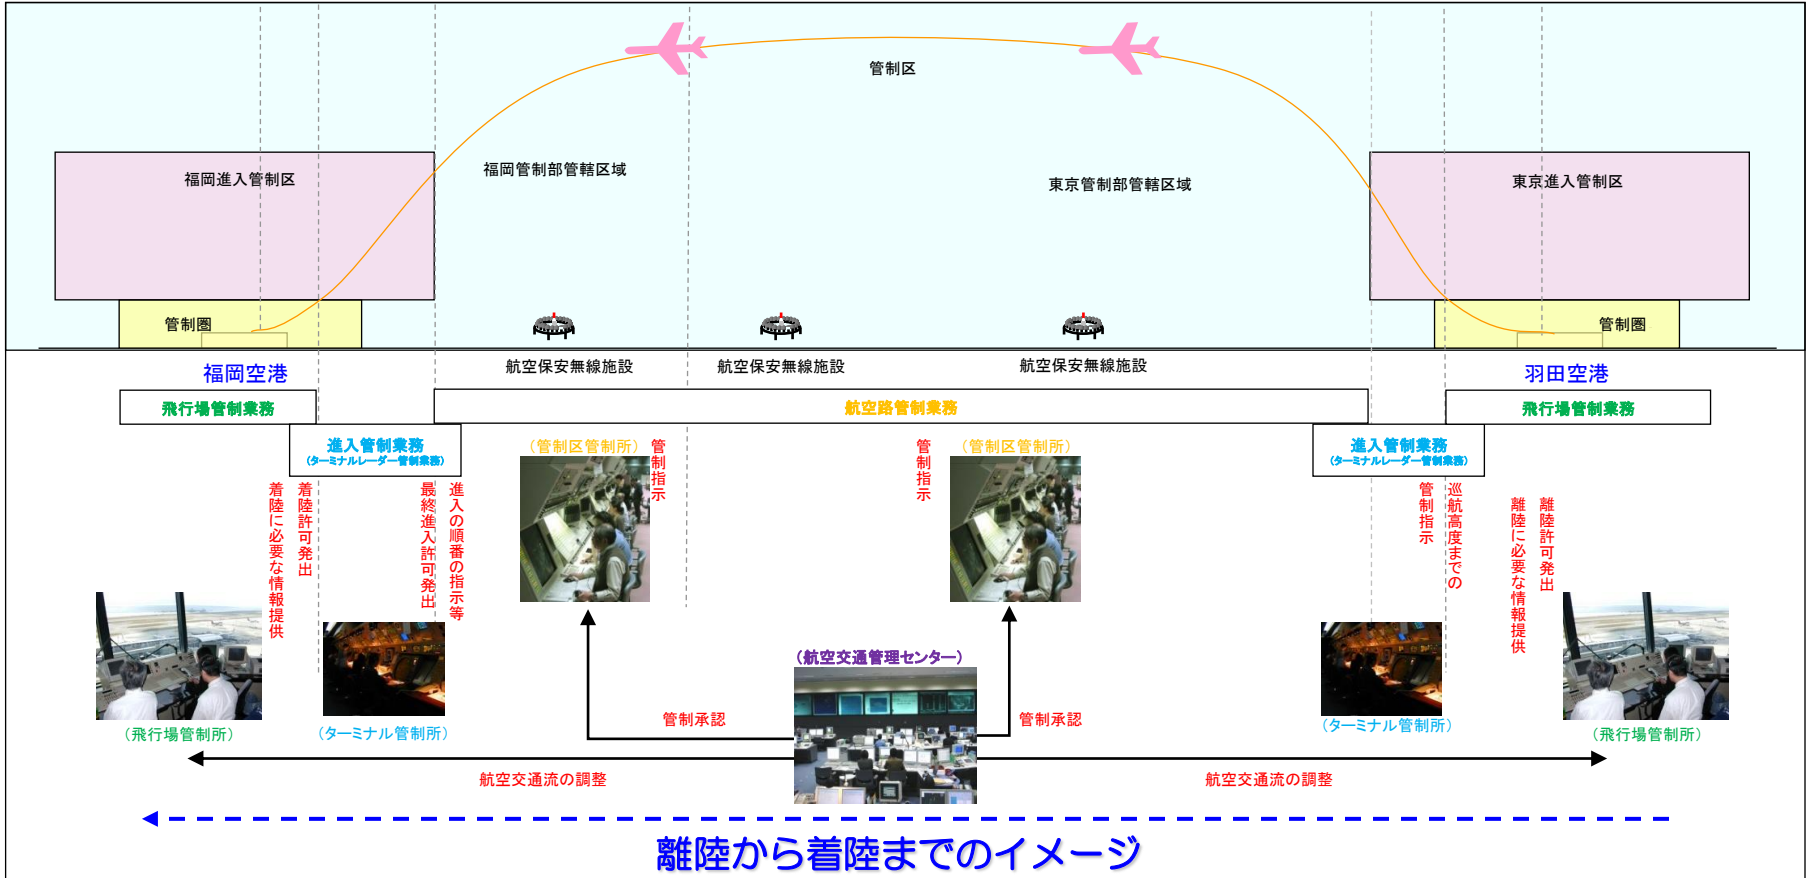 管制区
福岡管制部管轄区域
東京管制部管轄区域
福岡進入管制区
東京進入管制区
管制圏
管制圏
航空保安無線施設
航空保安無線施設
航空保安無線施設
福岡空港
羽田空港
飛行場管制業務
航空路管制業務
飛行場管制業務
進入管制業務
(ターミナルレーダー管制業務)
進入管制業務
(ターミナルレーダー管制業務)
(管制区管制所)
管制指示
管制指示
(管制区管制所)
着陸許可発出
着陸に必要な情報提供
進入の順番の指示等
最終進入許可発出
巡航高度までの
管制指示
離陸許可発出
離陸に必要な情報提供
(航空交通管理センター)
管制承認
管制承認
(飛行場管制所)
(ターミナル管制所)
(ターミナル管制所)
(飛行場管制所)
航空交通流の調整
航空交通流の調整
離陸から着陸までのイメージ